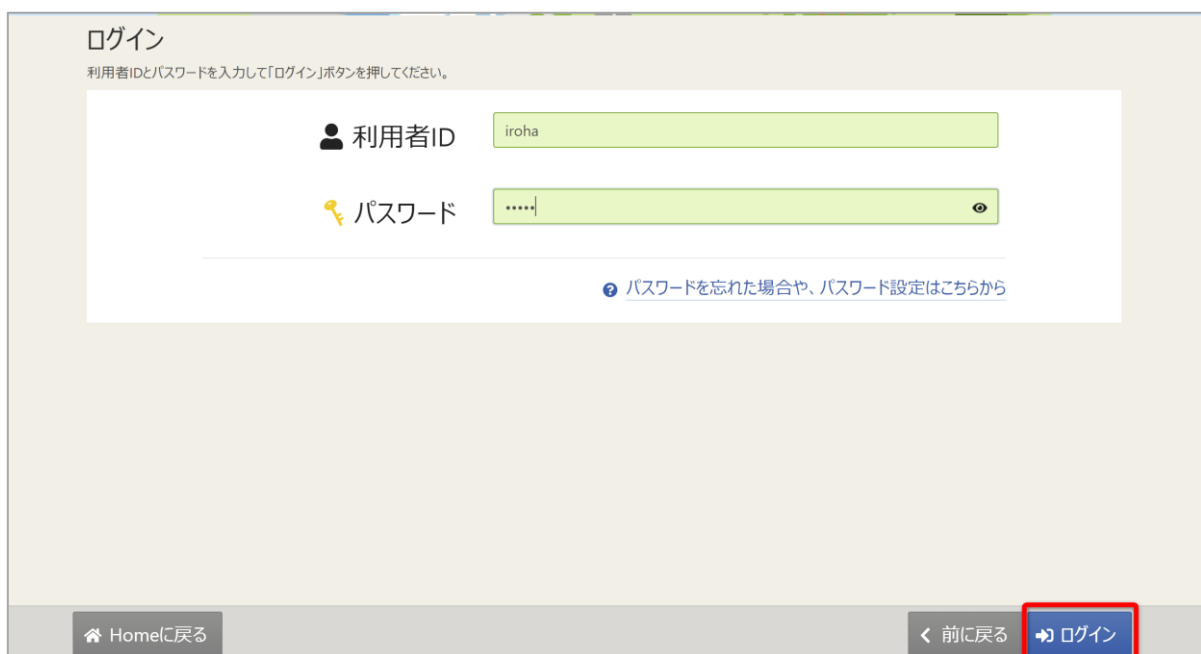 ログイン
利用者IDとパスワードを入力して「ログイン」ボタンを押してください。
利用者ID
iroha
パスワード
•••••
パスワードを忘れた場合や、パスワード設定はこちらから
Homeに戻る
前に戻る
ログイン